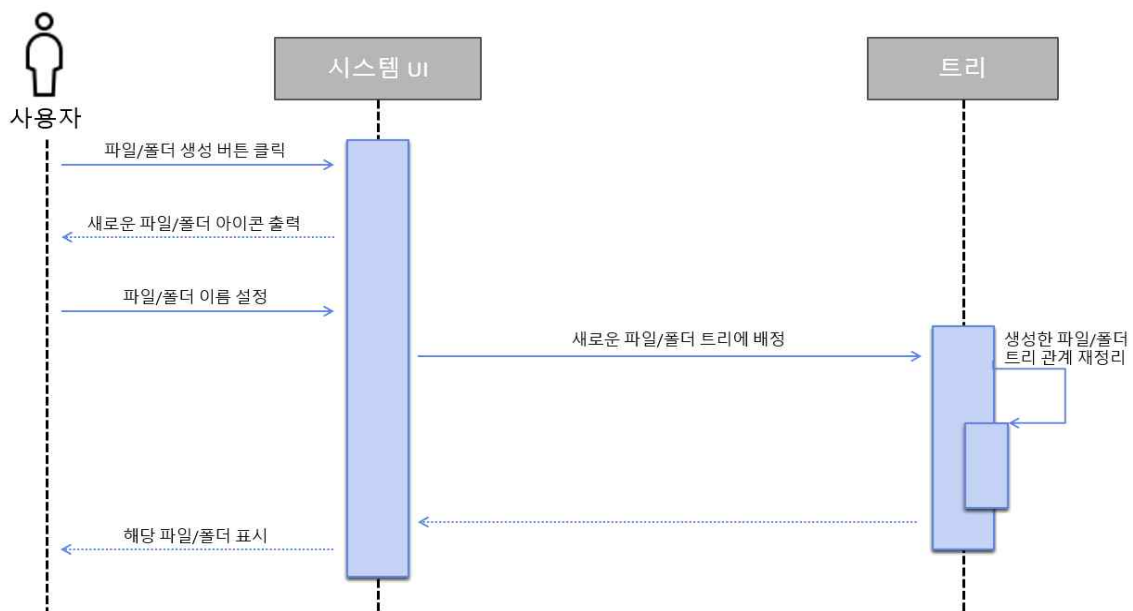 시스템 UI
트리
사용자
파일/폴더 생성 버튼 클릭
새로운 파일/폴더 아이콘 출력
파일/폴더 이름 설정
새로운 파일/폴더 트리에 배정
생성한 파일/폴더
트리 관계 재정리
해당 파일/폴더 표시